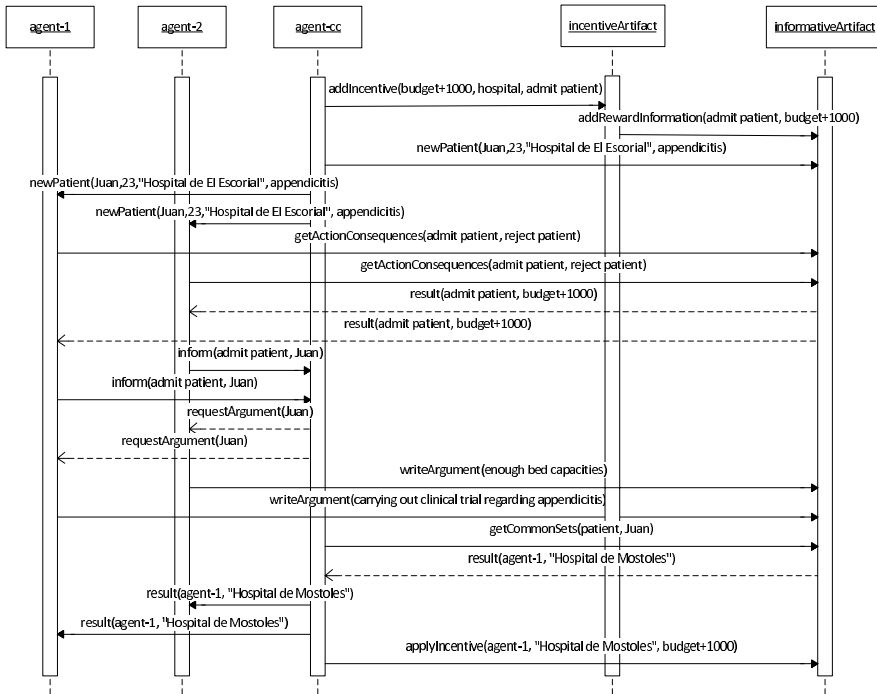 agent-1
agent-2
agent-cc
incentiveArtifact
informativeArtifact
addIncentive(budget+1000, hospital, admit patient)
addRewardInformation(admit patient, budget+1000)
newPatient(Juan,23,"Hospital de El Escorial", appendicitis)
newPatient(Juan,23,"Hospital de El Escorial", appendicitis)
newPatient(Juan,23,"Hospital de El Escorial", appendicitis)
getActionConsequences(admit patient, reject patient)
getActionConsequences(admit patient, reject patient)
result(admit patient, budget+1000)
result(admit patient, budget+1000)
inform(admit patient, Juan)
inform(admit patient, Juan)
requestArgument(Juan)
requestArgument(Juan)
writeArgument(enough bed capacities)
writeArgument(carrying out clinical trial regarding appendicitis)
getCommonSets(patient, Juan)
result(agent-1, "Hospital de Mostoles")
result(agent-1, "Hospital de Mostoles")
result(agent-1, "Hospital de Mostoles")
applyIncentive(agent-1, "Hospital de Mostoles", budget+1000)